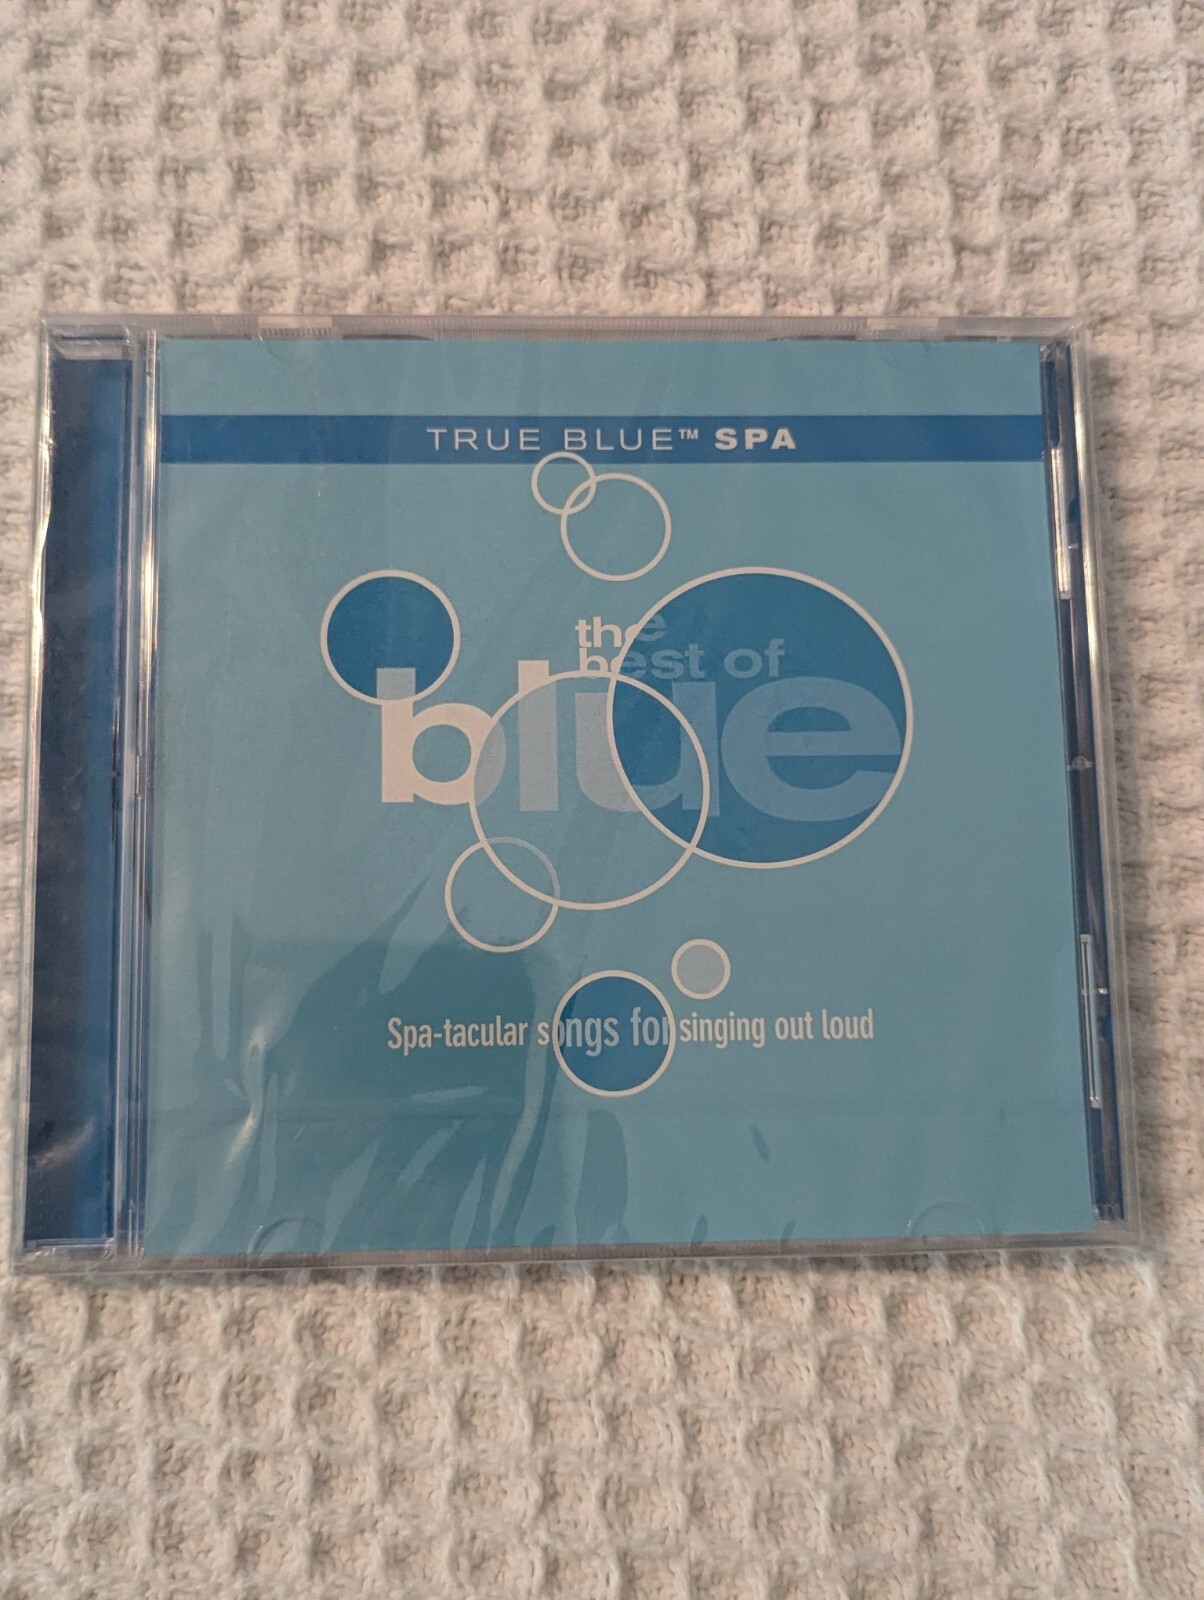 TRUE BLUE™ SPA
the
best of
blue
Spa-tacular songs for singing out loud